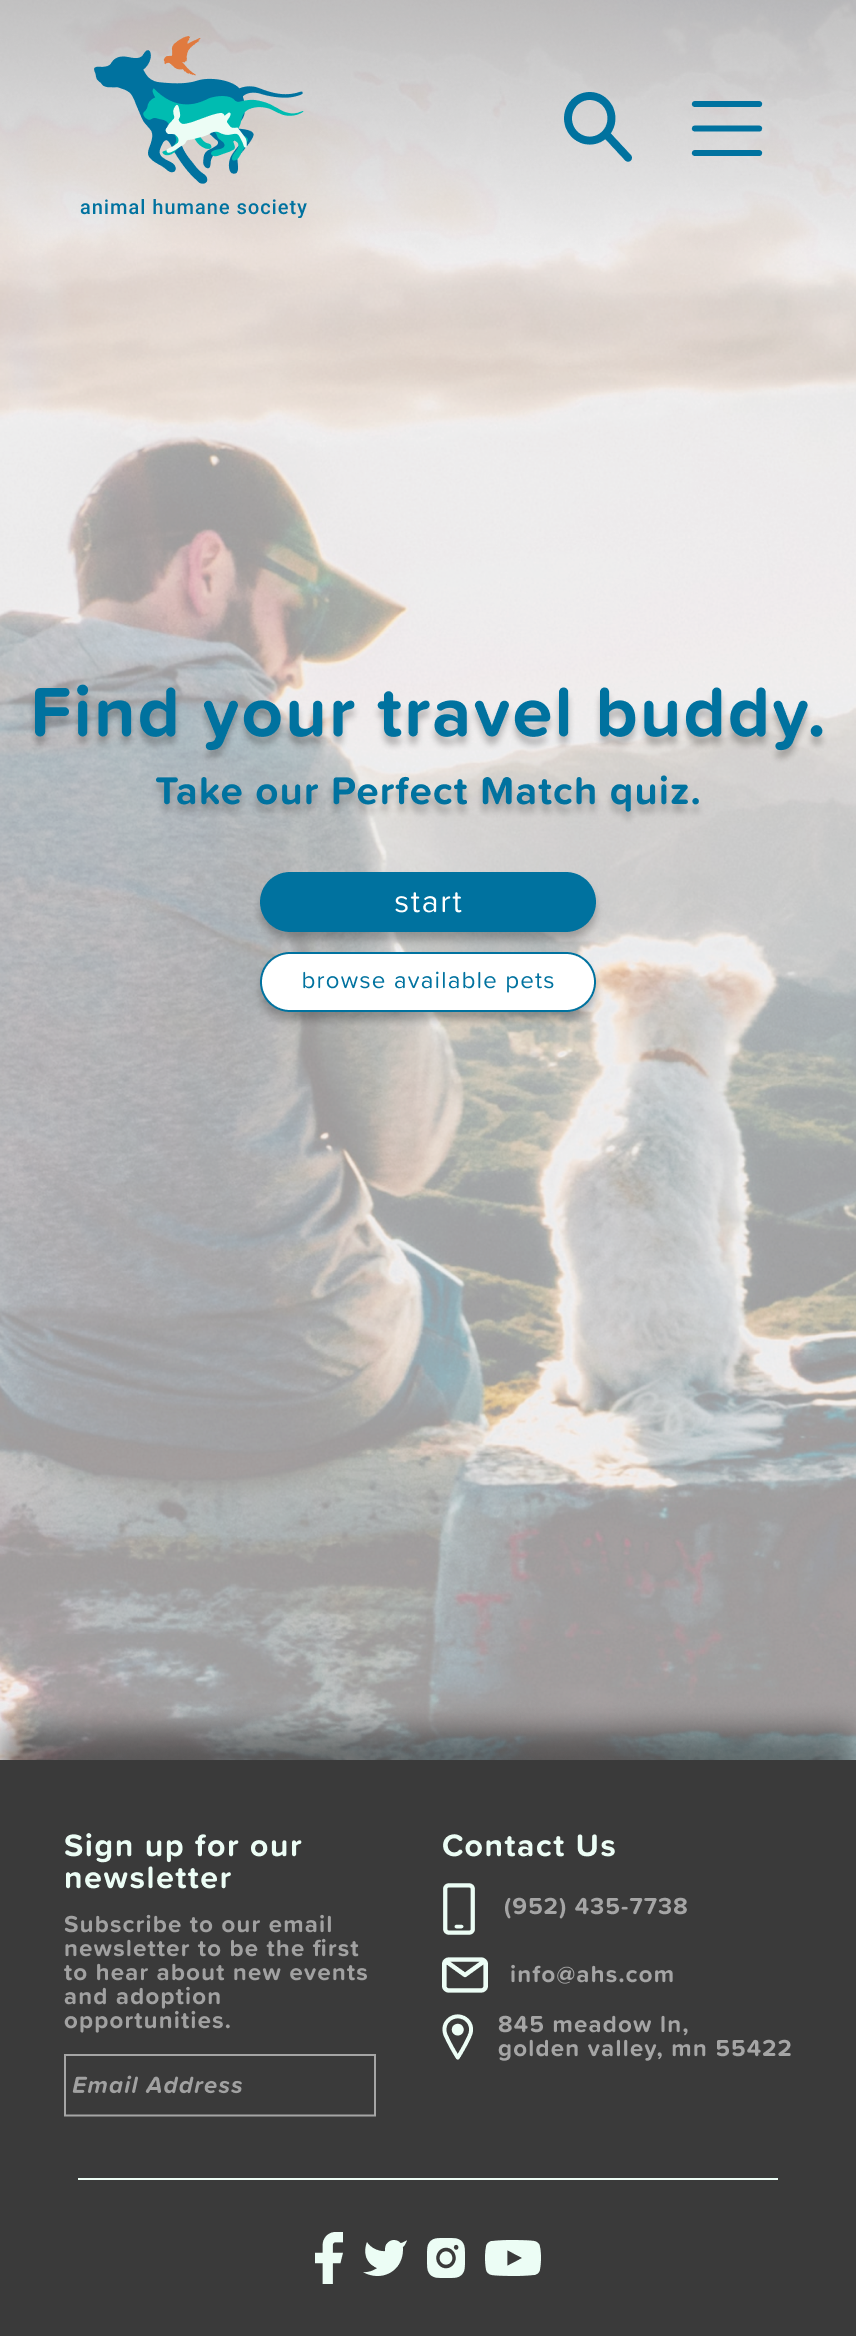 animal humane society
Find your travel buddy.
Take our Perfect Match quiz.
start
browse available pets
Sign up for our
newsletter
Subscribe to our email
newsletter to be the first
to hear about new events
and adoption
opportunities.
Email Address
Contact Us
(952) 435-7738
info@ahs.com
845 meadow ln,
golden valley, mn 55422